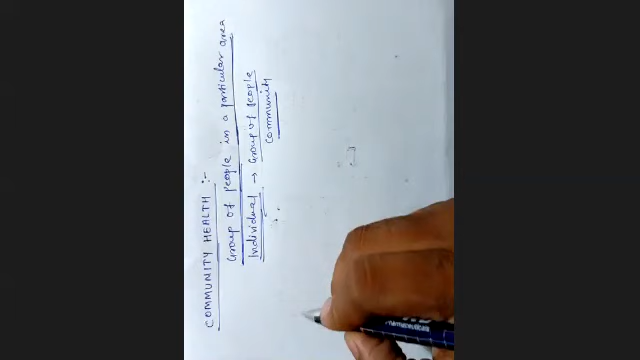 COMMUNITY HEALTH :-
Group of people in a particular area
Individual → Group of people
Community